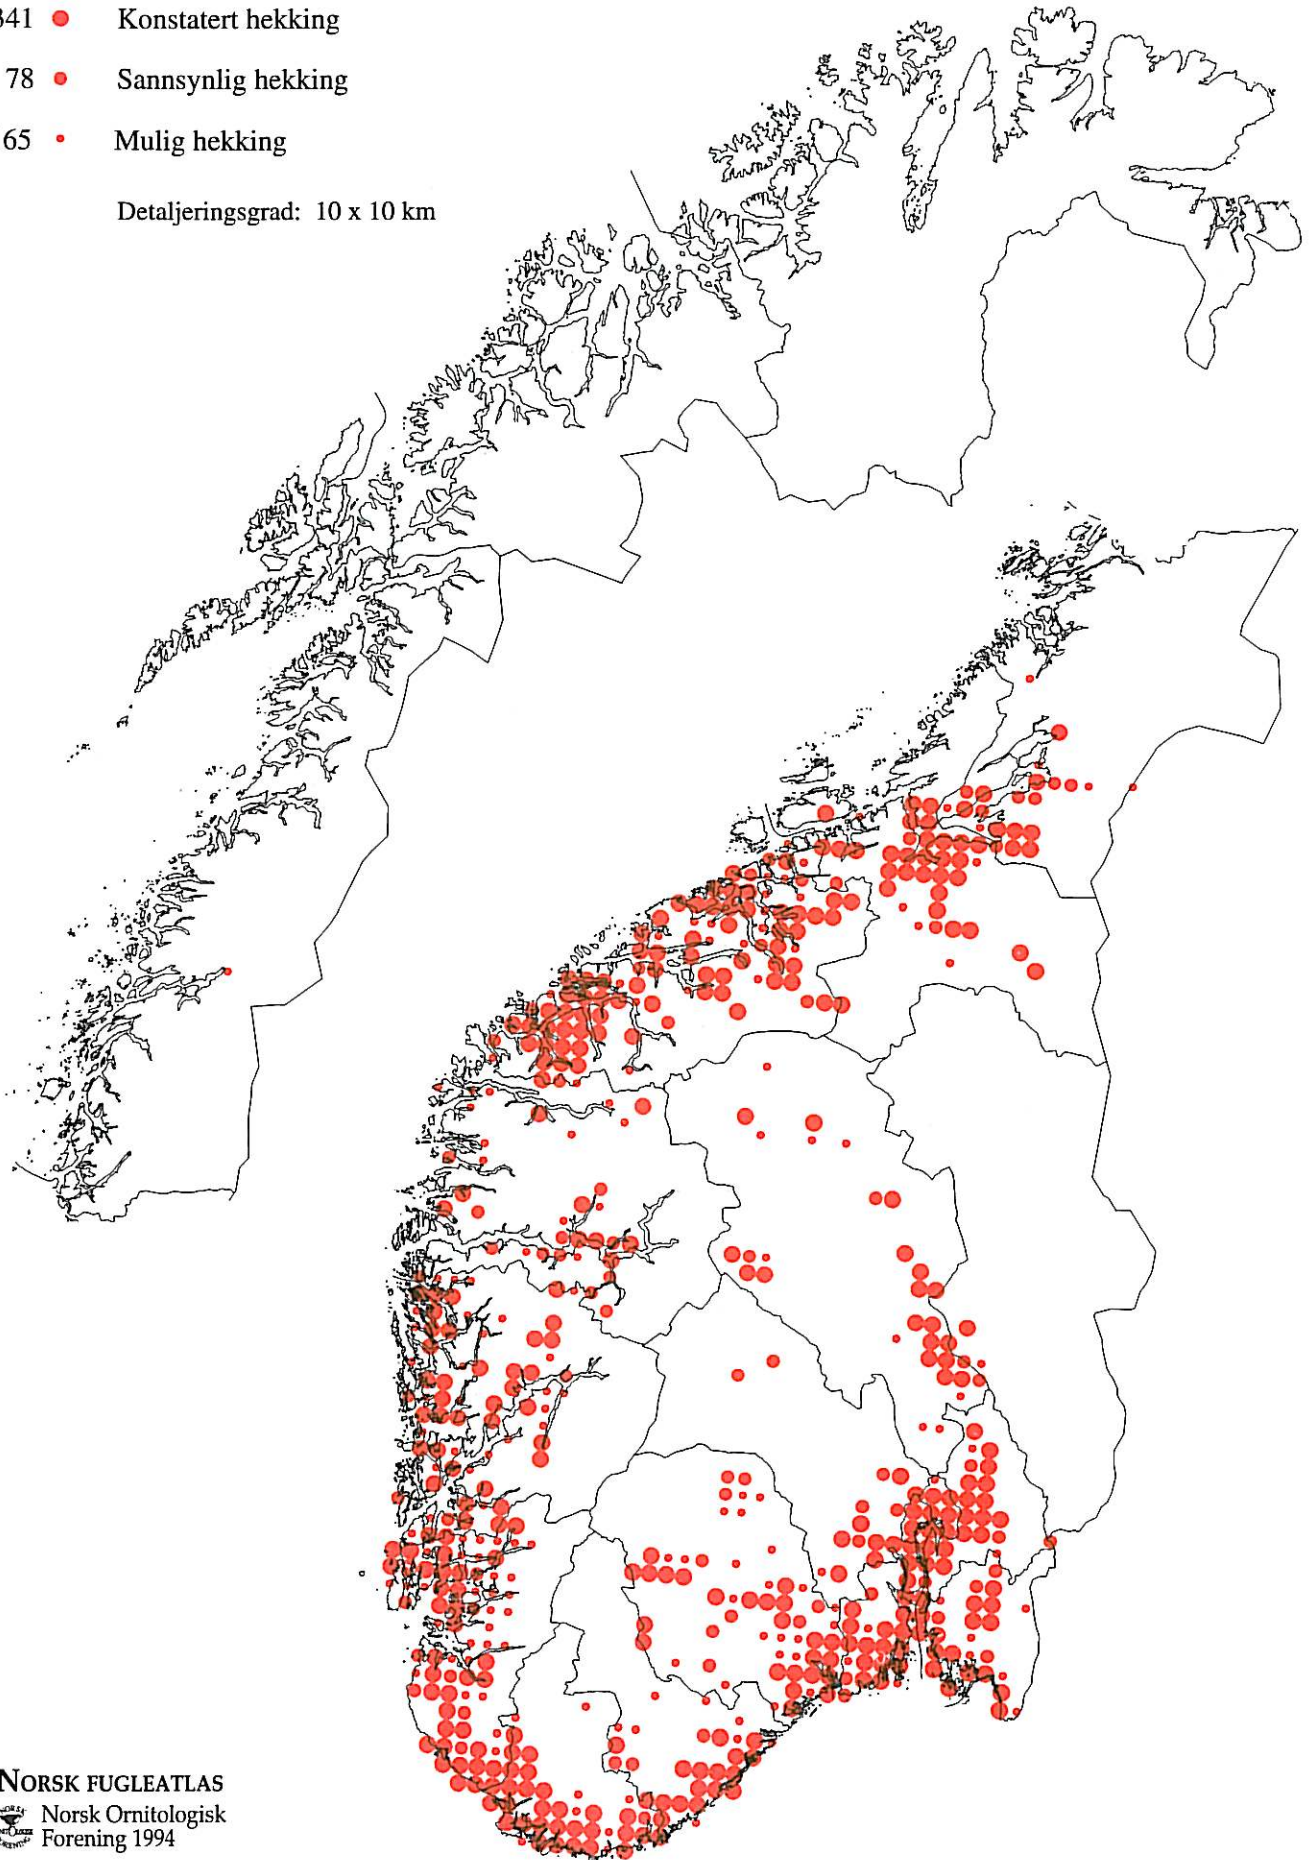 341 Konstatert hekking
78 Sannsynlig hekking
65 Mulig hekking
Detaljeringsgrad: 10 x 10 km
NORSK FUGLEATLAS
Norsk Ornitologisk
Forening 1994